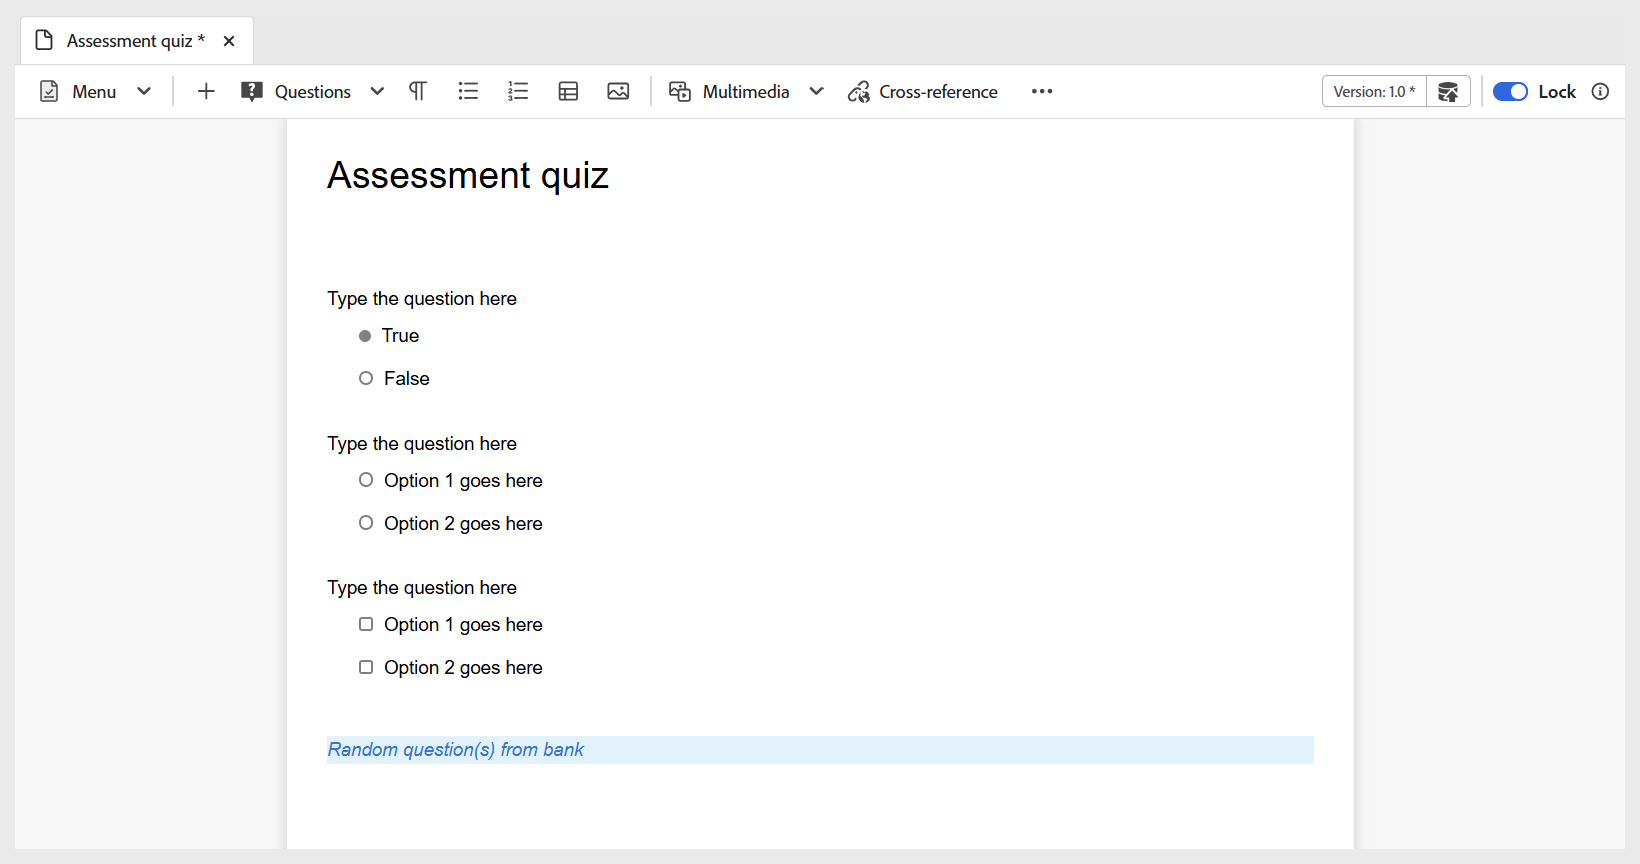 Assessment quiz *
Menu Questions Multimedia Cross-reference Version: 1.0 * Lock
Assessment quiz
Type the question here
True
False
Type the question here
Option 1 goes here
Option 2 goes here
Type the question here
Option 1 goes here
Option 2 goes here
Random question(s) from bank